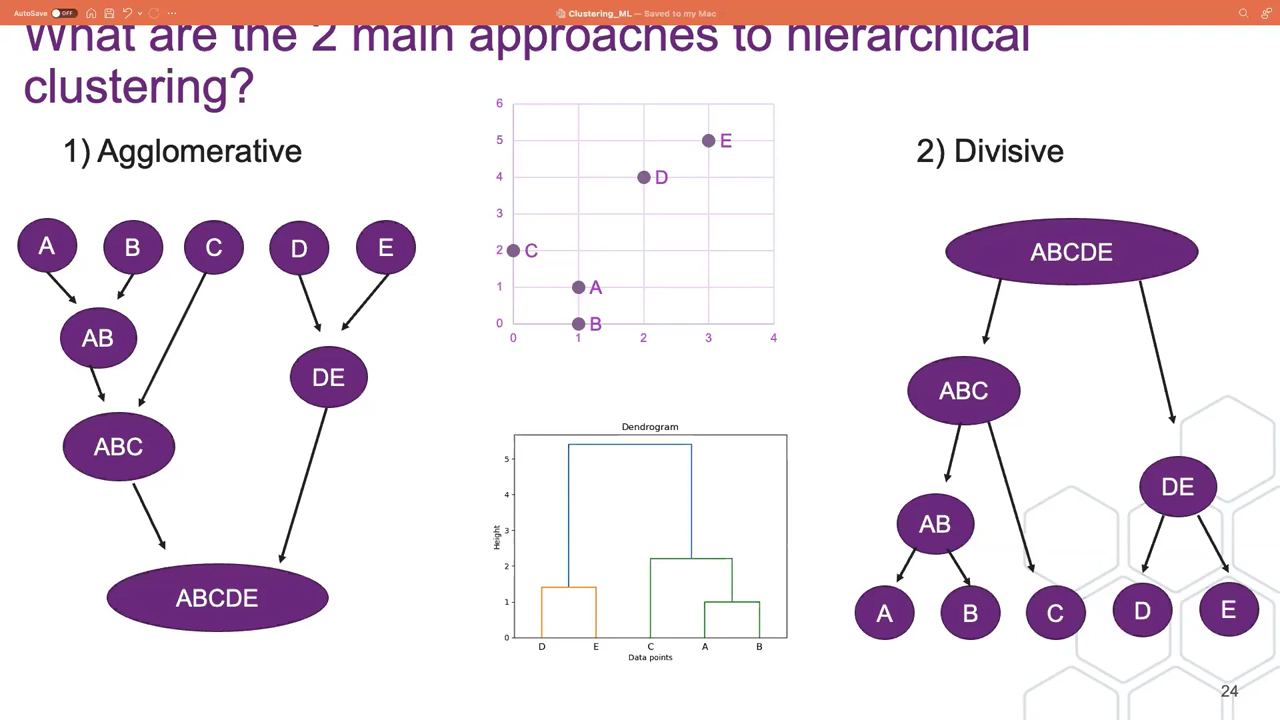 AutoSave OFF
Clustering_ML — Saved to my Mac
What are the 2 main approaches to hierarchical
clustering?
1) Agglomerative
A
B
C
D
E
AB
DE
ABC
ABCDE
6
5
4
3
2
1
0
0
1
2
3
4
E
D
C
A
B
Dendrogram
Height
5
4
3
2
1
0
D
E
C
A
B
Data points
2) Divisive
ABCDE
ABC
DE
AB
A
B
C
D
E
24